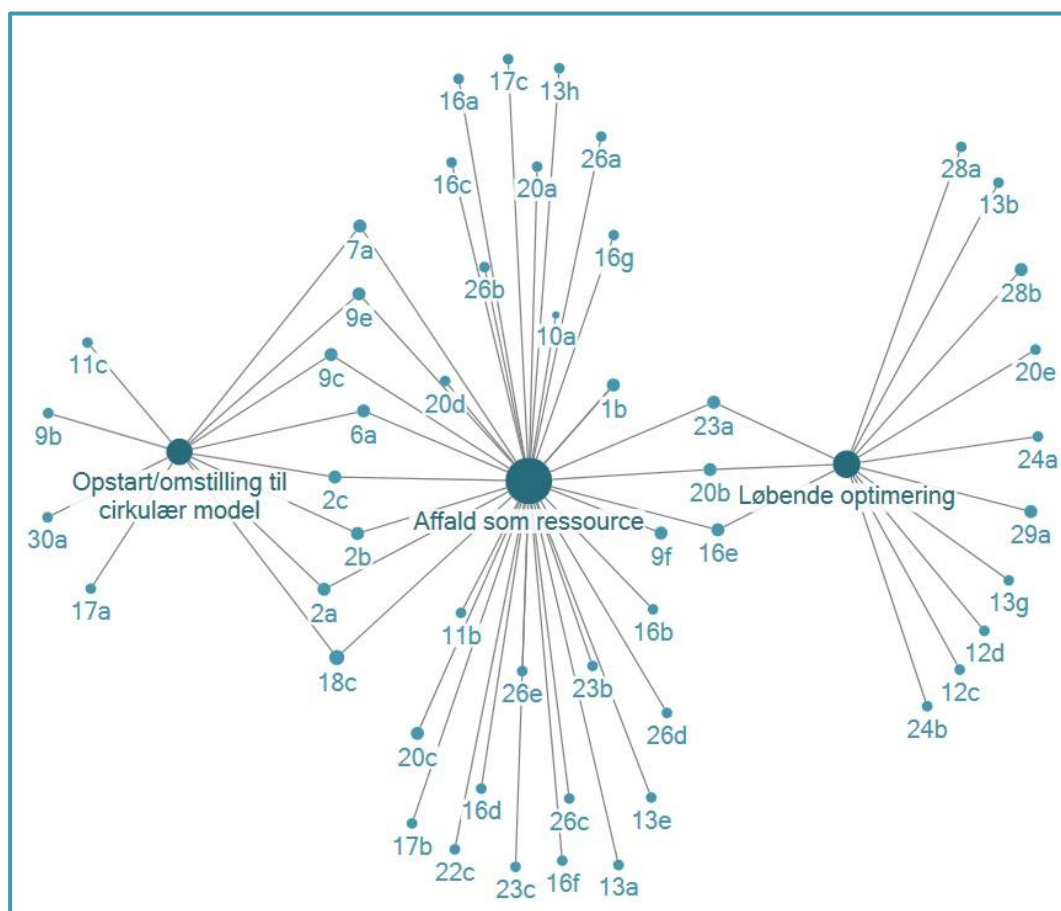 17c
13h
16a
26a
28a
16c
20a
13b
7a
16g
26b
28b
9e
10a
11c
9c
20e
20d
1b
9b
6a
23a
24a
Opstart/omstilling til
cirkulær model
2c
Affald som ressource
20b
Løbende optimering
30a
2b
9f
16e
29a
17a
2a
13g
11b
16b
12d
18c
26e
23b
12c
26d
24b
20c
16d
26c
13e
17b
22c
23c
16f
13a